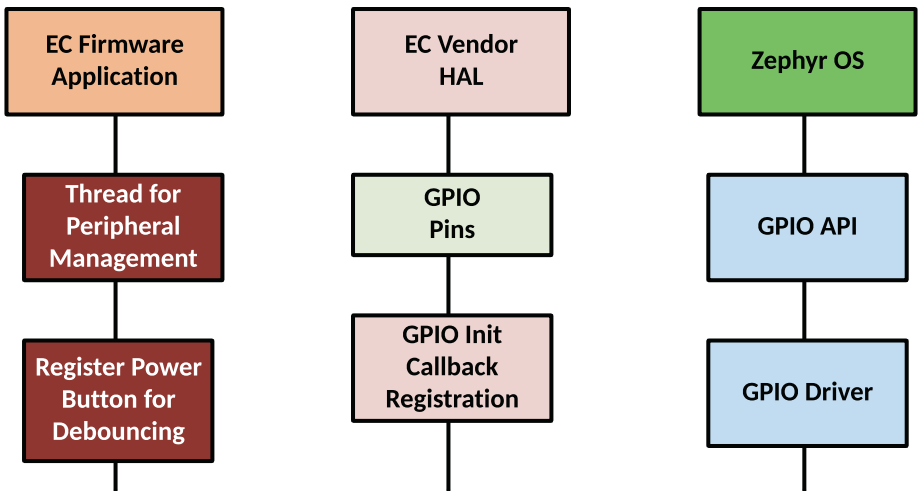 EC Firmware
Application
EC Vendor
HAL
Zephyr OS
Thread for
Peripheral
Management
GPIO
Pins
GPIO API
Register Power
Button for
Debouncing
GPIO Init
Callback
Registration
GPIO Driver